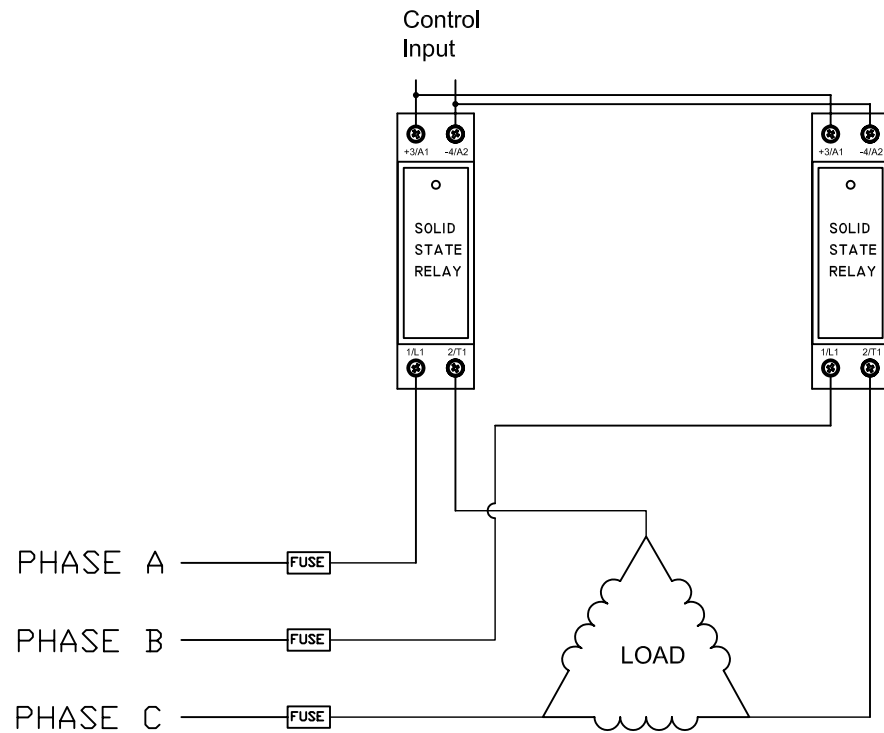 Control
Input
+3/A1 -4/A2
+3/A1 -4/A2
SOLID
STATE
RELAY
SOLID
STATE
RELAY
1/L1 2/T1
1/L1 2/T1
PHASE A
FUSE
PHASE B
FUSE
LOAD
PHASE C
FUSE